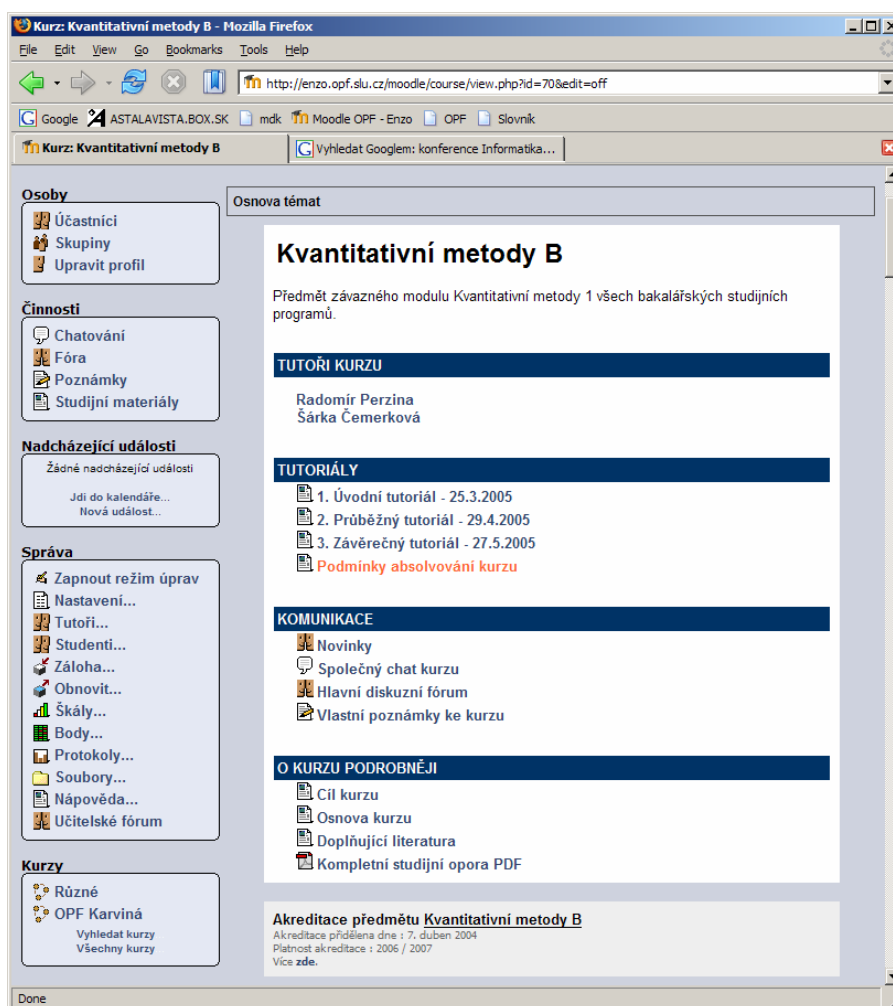 Kurz: Kvantitativní metody B - Mozilla Firefox
File Edit View Go Bookmarks Tools Help
http://enzo.opf.slu.cz/moodle/course/view.php?id=70&edit=off
Google ASTALAVISTA.BOX.SK mdk Moodle OPF - Enzo OPF Slovník
Kurz: Kvantitativní metody B
Vyhledat Googlem: konference Informatika...
Osoby
Účastníci
Skupiny
Upravit profil
Činnosti
Chatování
Fóra
Poznámky
Studijní materiály
Nadcházející události
Žádné nadcházející události
Jdi do kalendáře...
Nová událost...
Správa
Zapnout režim úprav
Nastavení...
Tutoři...
Studenti...
Záloha...
Obnovit...
Škály...
Body...
Protokoly...
Soubory...
Nápověda...
Učitelské fórum
Kurzy
Různé
OPF Karviná
Vyhledat kurzy
Všechny kurzy
Osnova témat
Kvantitativní metody B
Předmět závazného modulu Kvantitativní metody 1 všech bakalářských studijních
programů.
TUTOŘI KURZU
Radomír Perzina
Šárka Čemerková
TUTORIÁLY
1. Úvodní tutoriál - 25.3.2005
2. Průběžný tutoriál - 29.4.2005
3. Závěrečný tutoriál - 27.5.2005
Podmínky absolvování kurzu
KOMUNIKACE
Novinky
Společný chat kurzu
Hlavní diskuzní fórum
Vlastní poznámky ke kurzu
O KURZU PODROBNĚJI
Cíl kurzu
Osnova kurzu
Doplňující literatura
Kompletní studijní opora PDF
Akreditace předmětu Kvantitativní metody B
Akreditace přidělena dne : 7. duben 2004
Platnost akreditace : 2006 / 2007
Více zde.
Done